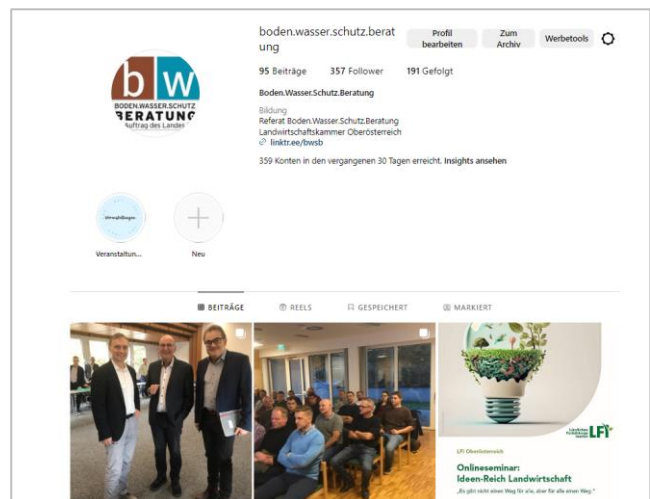 boden.wasser.schutz.berat
ung
Profil
bearbeiten
Zum
Archiv
Werbetools
95 Beiträge 357 Follower 191 Gefolgt
Boden.Wasser.Schutz.Beratung
Bildung
Referat Boden.Wasser.Schutz.Beratung
Landwirtschaftskammer Oberösterreich
linktr.ee/bwsb
359 Konten in den vergangenen 30 Tagen erreicht. Insights ansehen
b w
BODEN.WASSER.SCHUTZ
BERATUNG
Auftrag des Landes
Veranstaltungen
Veranstaltun...
Neu
BEITRÄGE REELS GESPEICHERT MARKIERT
LFI
LFI Oberösterreich
Onlineseminar:
Ideen-Reich Landwirtschaft
„Es gibt nicht einen Weg für alle, aber für alle einen Weg."